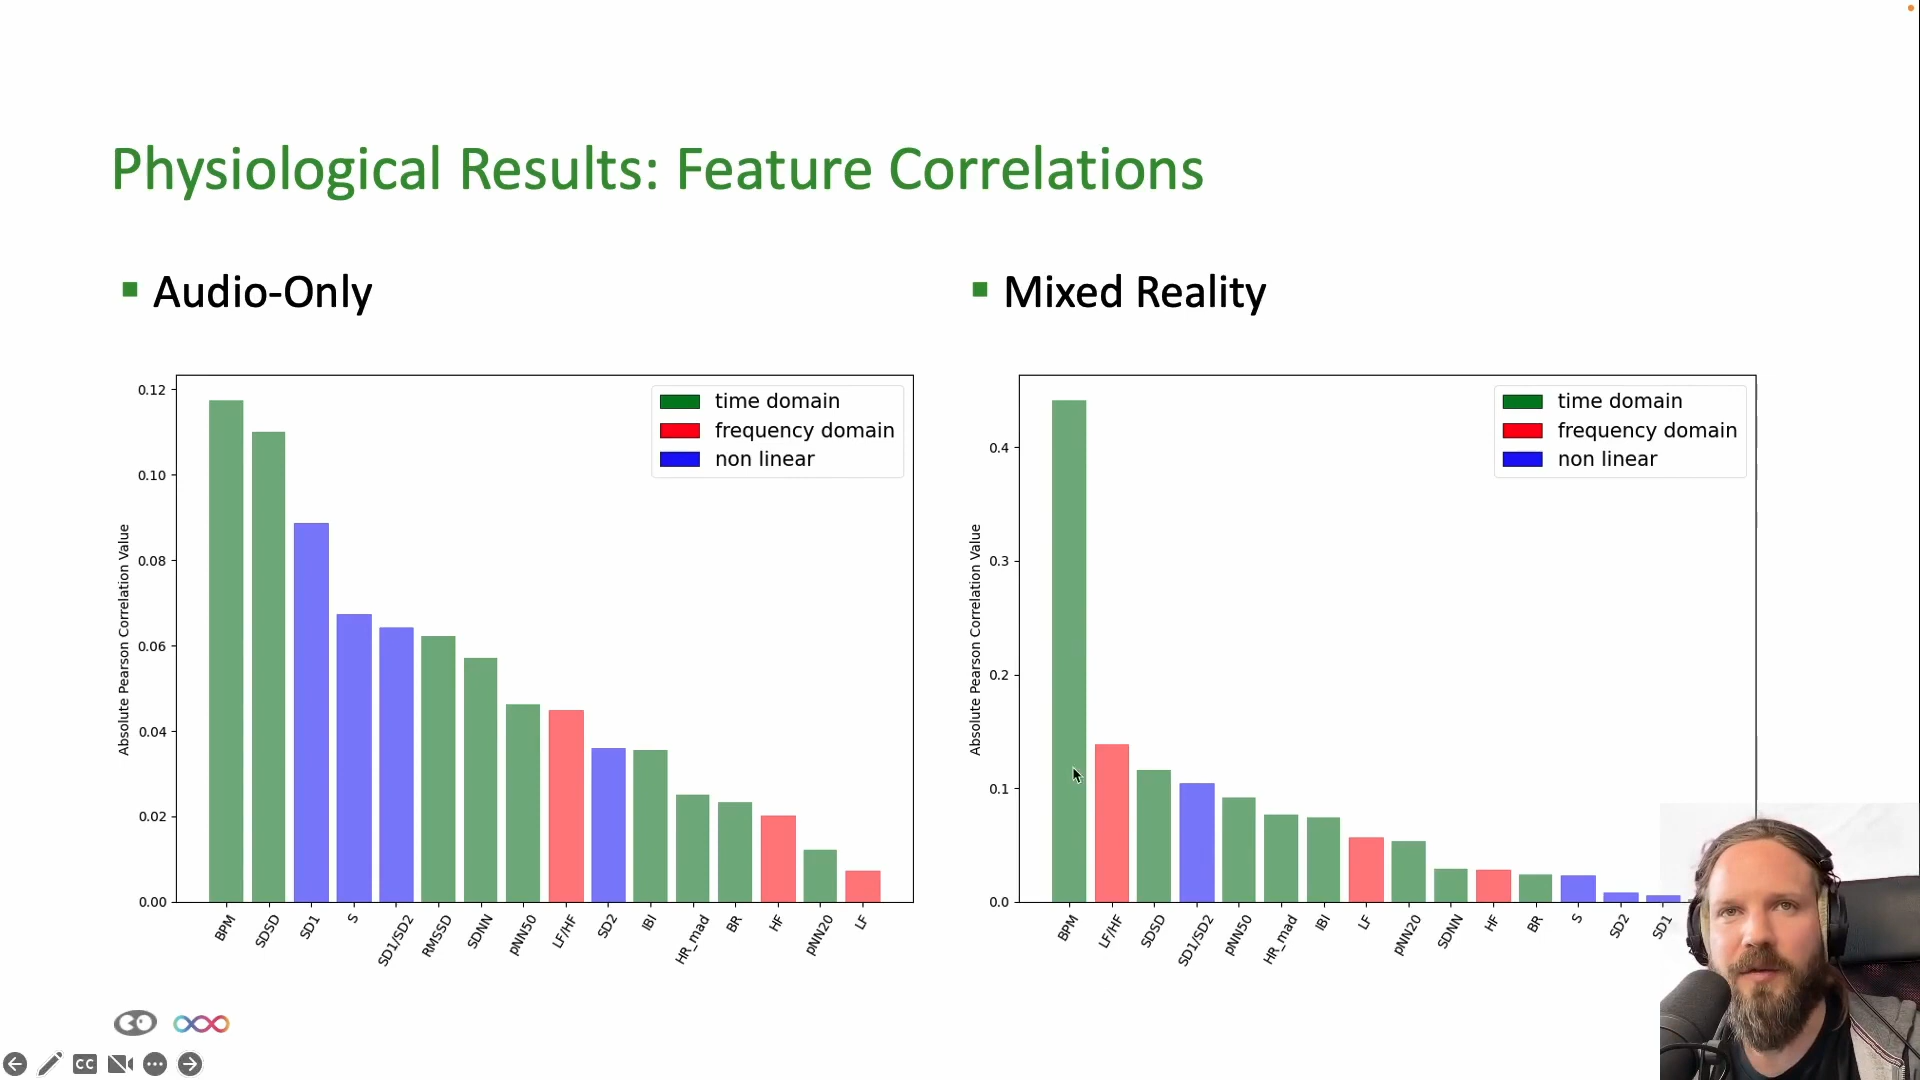 Physiological Results: Feature Correlations
Audio-Only
Mixed Reality
Absolute Pearson Correlation Value
0.12
0.10
0.08
0.06
0.04
0.02
0.00
time domain
frequency domain
non linear
BPM
SDSD
SD1
S
SD1/SD2
RMSSD
SDNN
pNN50
LF/HF
SD2
IBI
HR_mad
BR
HF
pNN20
LF
Absolute Pearson Correlation Value
0.4
0.3
0.2
0.1
0.0
time domain
frequency domain
non linear
BPM
LF/HF
SDSD
SD1/SD2
pNN50
HR_mad
IBI
LF
pNN20
SDNN
HF
BR
S
SD2
SD1
CC